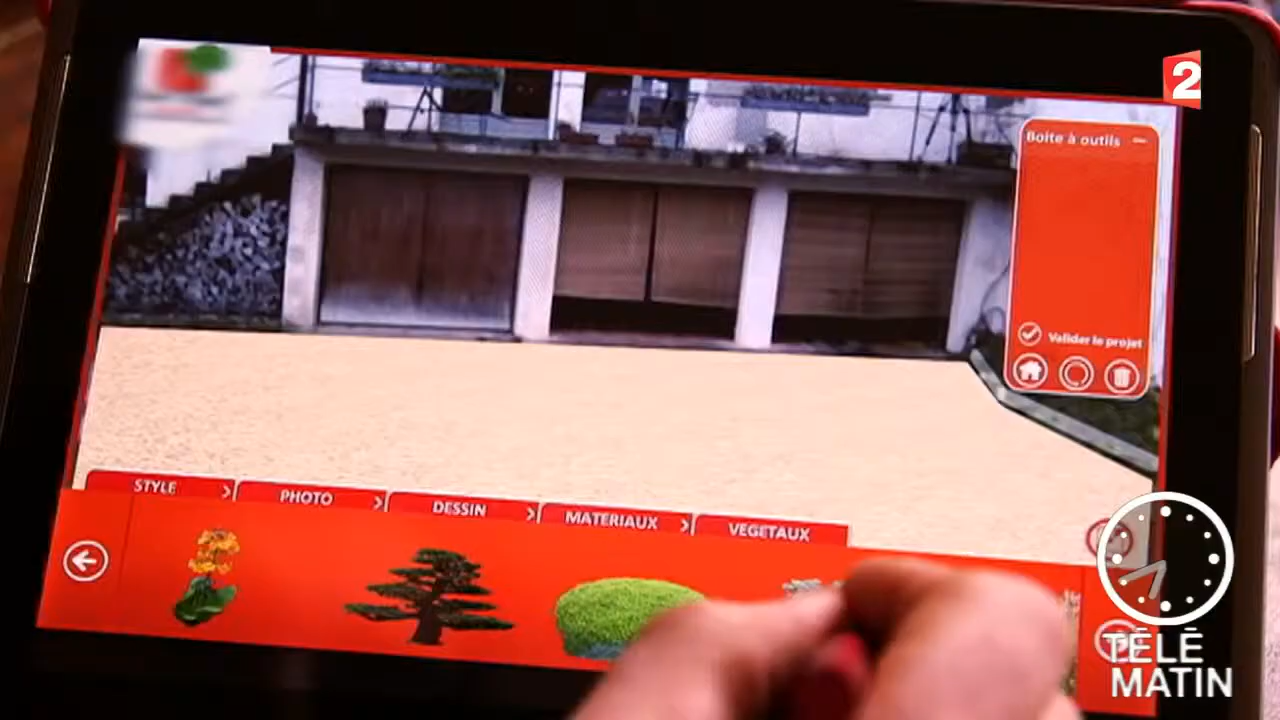 2
Boite à outils
Valider le projet
STYLE
PHOTO
DESSIN
MATERIAUX
VEGETAUX
TÉLÉ
MATIN